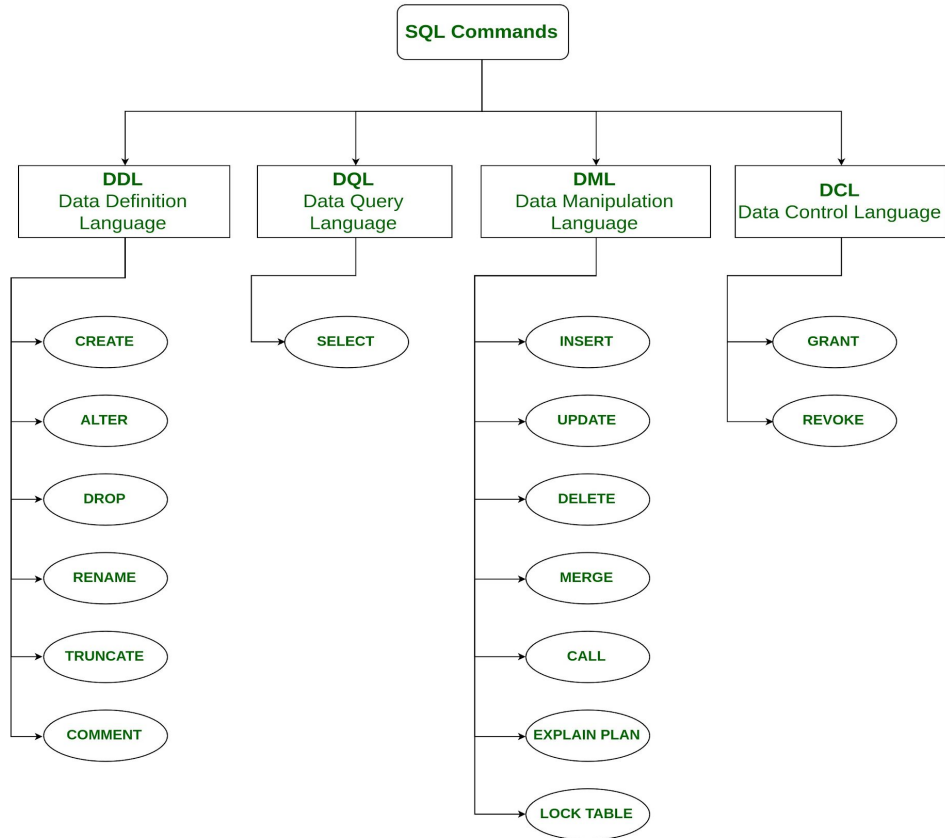 SQL Commands
DDL
Data Definition
Language
DQL
Data Query
Language
DML
Data Manipulation
Language
DCL
Data Control Language
CREATE
ALTER
DROP
RENAME
TRUNCATE
COMMENT
SELECT
INSERT
UPDATE
DELETE
MERGE
CALL
EXPLAIN PLAN
LOCK TABLE
GRANT
REVOKE